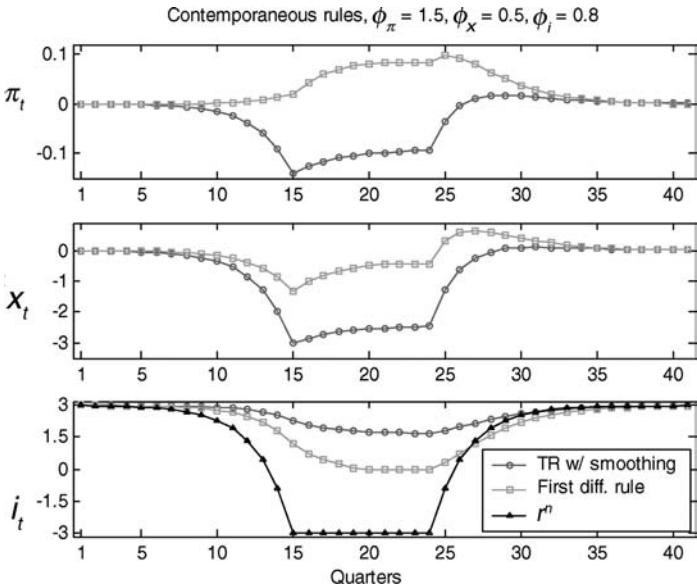 Contemporaneous rules, ϕπ = 1.5, ϕx = 0.5, ϕi = 0.8
0.1
0
-0.1
πt
1 5 10 15 20 25 30 35 40
0
-1
-2
-3
xt
1 5 10 15 20 25 30 35 40
3
1.5
0
-1.5
-3
it
TR w/ smoothing
First diff. rule
rn
1 5 10 15 20 25 30 35 40
Quarters